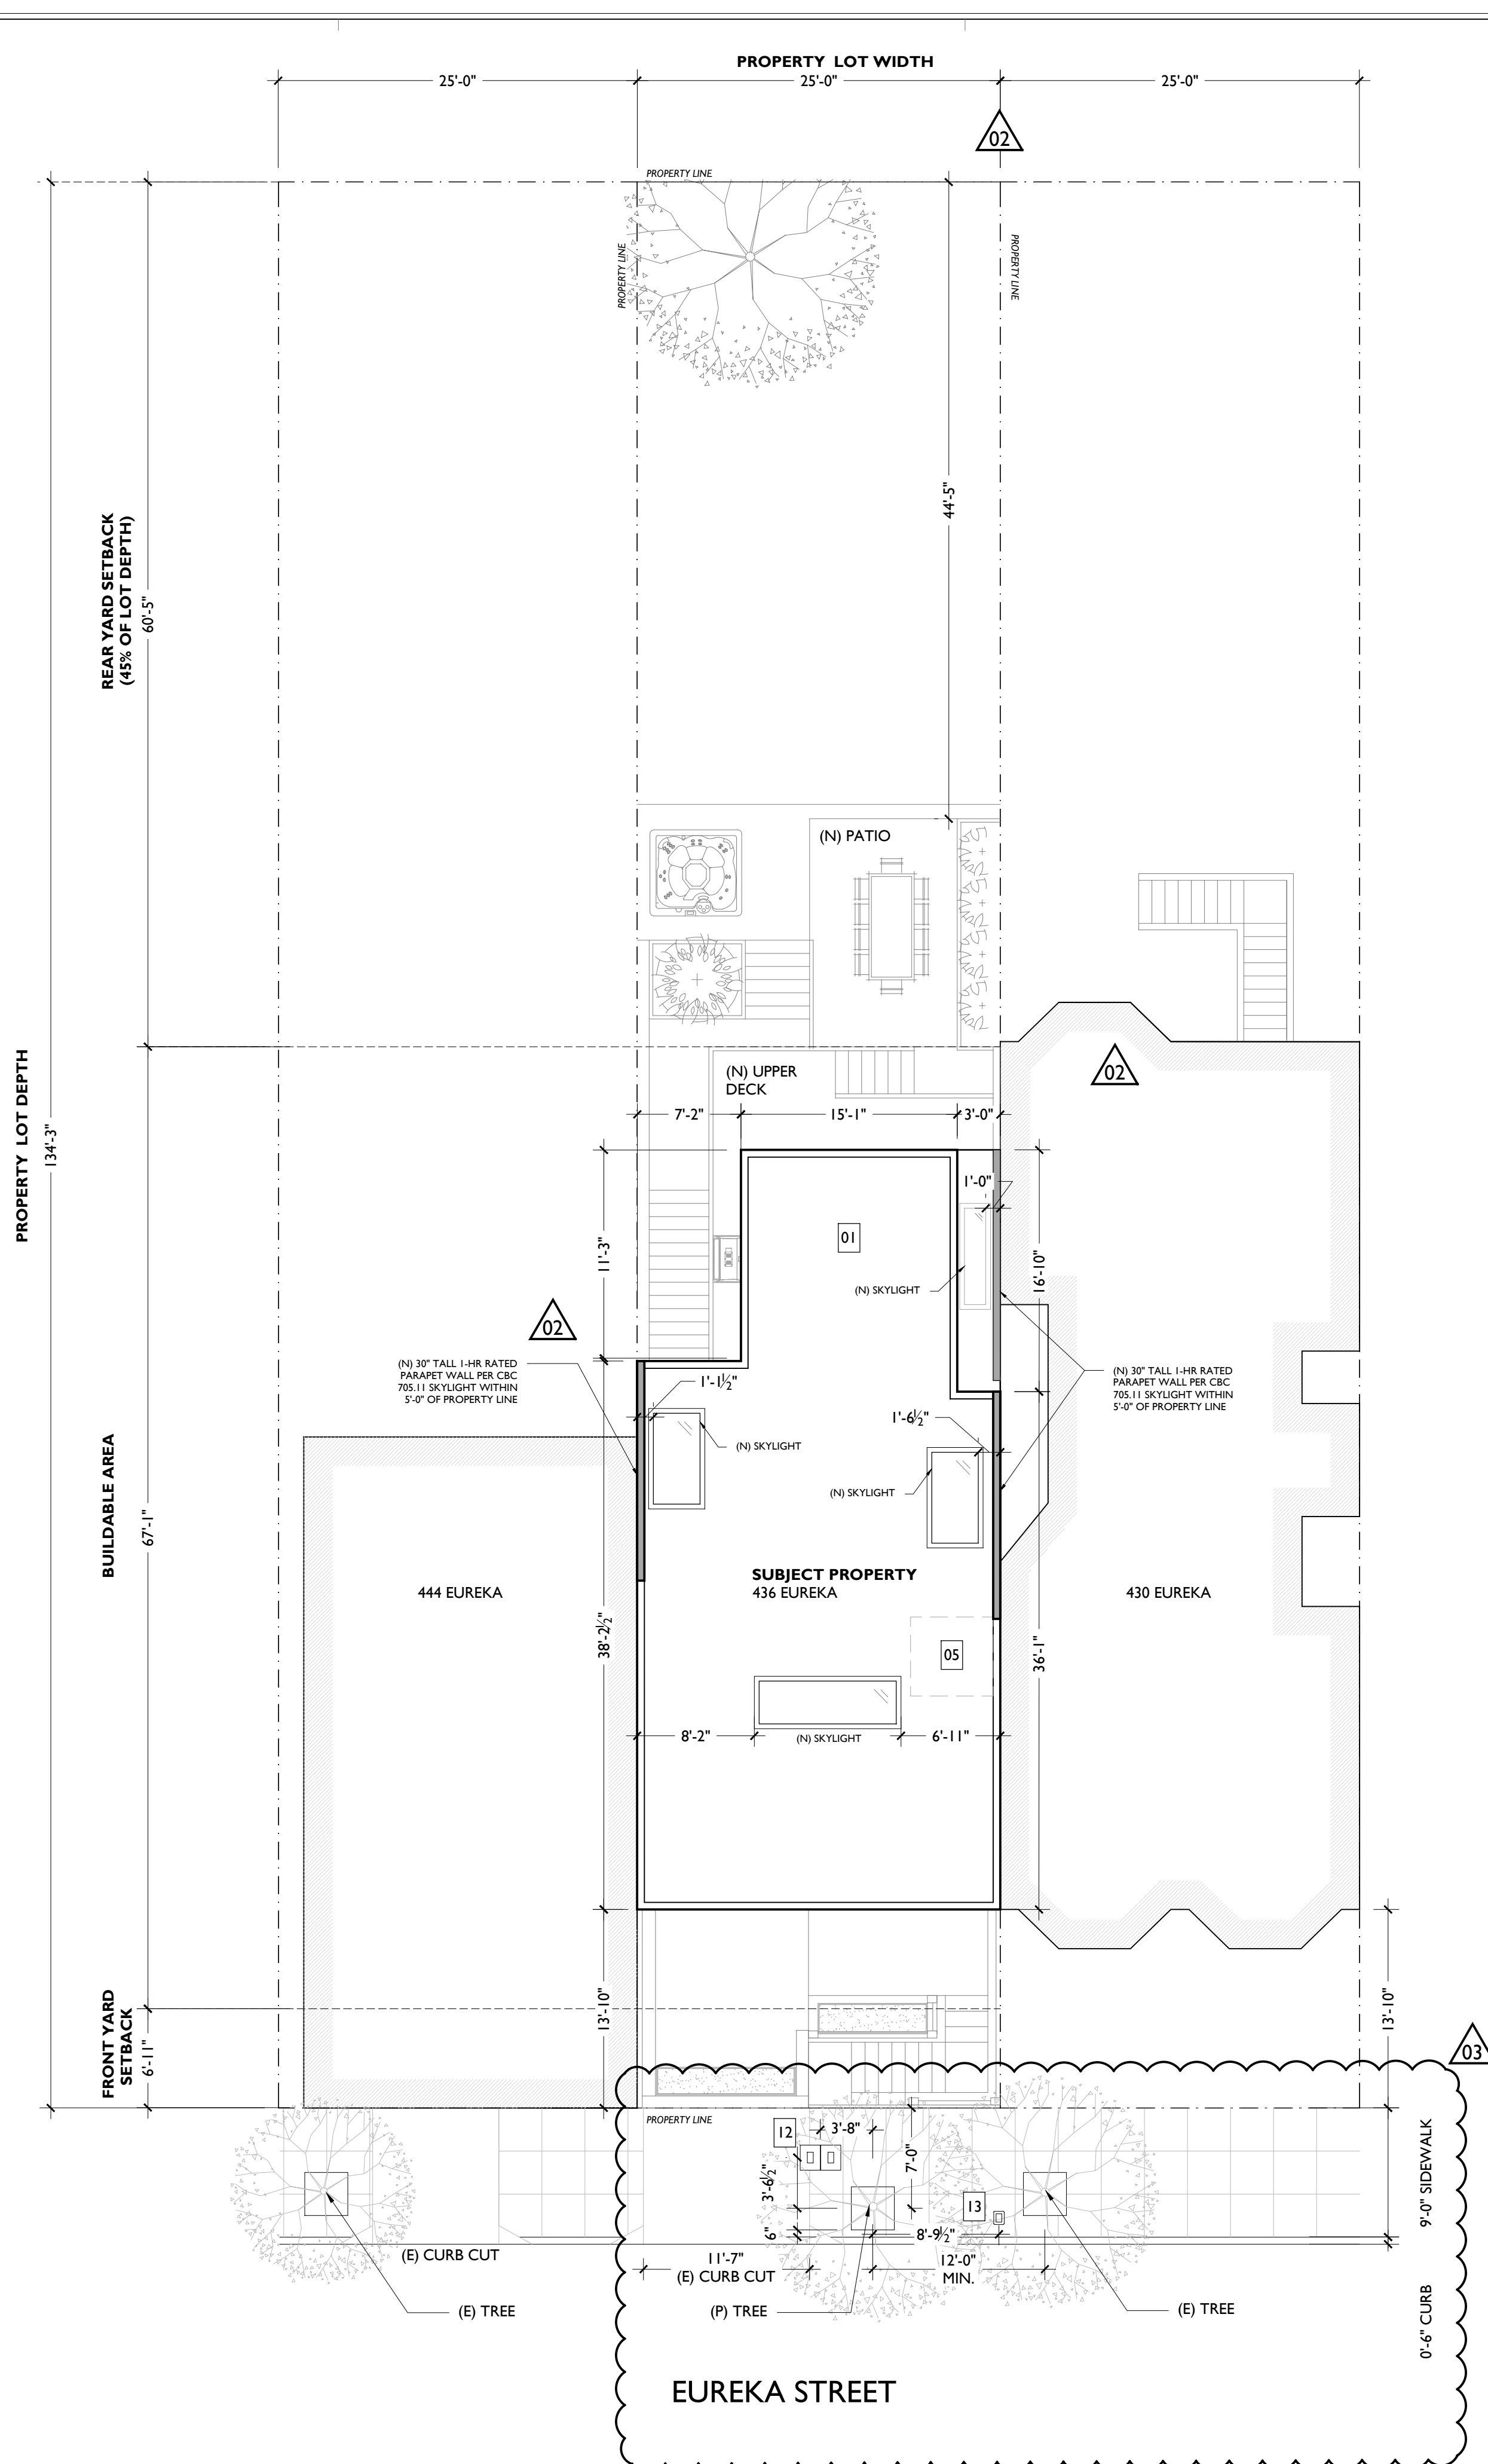 PROPERTY LOT WIDTH
25'-0"
25'-0"
25'-0"
02
PROPERTY LINE
PROPERTY LINE
PROPERTY LINE
44'-5"
REAR YARD SETBACK
(45% OF LOT DEPTH)
60'-5"
(N) PATIO
PROPERTY LOT DEPTH
134'-3"
(N) UPPER
DECK
02
7'-2"
15'-1"
3'-0"
1'-0"
01
11'-3"
16'-10"
(N) SKYLIGHT
02
(N) 30" TALL 1-HR RATED
PARAPET WALL PER CBC
705.11 SKYLIGHT WITHIN
5'-0" OF PROPERTY LINE
(N) 30" TALL 1-HR RATED
PARAPET WALL PER CBC
705.11 SKYLIGHT WITHIN
5'-0" OF PROPERTY LINE
1'-1½"
1'-6½"
(N) SKYLIGHT
(N) SKYLIGHT
BUILDABLE AREA
67'-1"
SUBJECT PROPERTY
444 EUREKA
436 EUREKA
430 EUREKA
38'-2½"
05
36'-1"
8'-2"
(N) SKYLIGHT
6'-11"
FRONT YARD
SETBACK
6'-11"
13'-10"
13'-10"
03
PROPERTY LINE
12
3'-8"
7'-0"
3'-6½"
13
6"
8'-9½"
9'-0" SIDEWALK
(E) CURB CUT
11'-7"
(E) CURB CUT
12'-0"
MIN.
(E) TREE
(P) TREE
(E) TREE
0'-6" CURB
EUREKA STREET